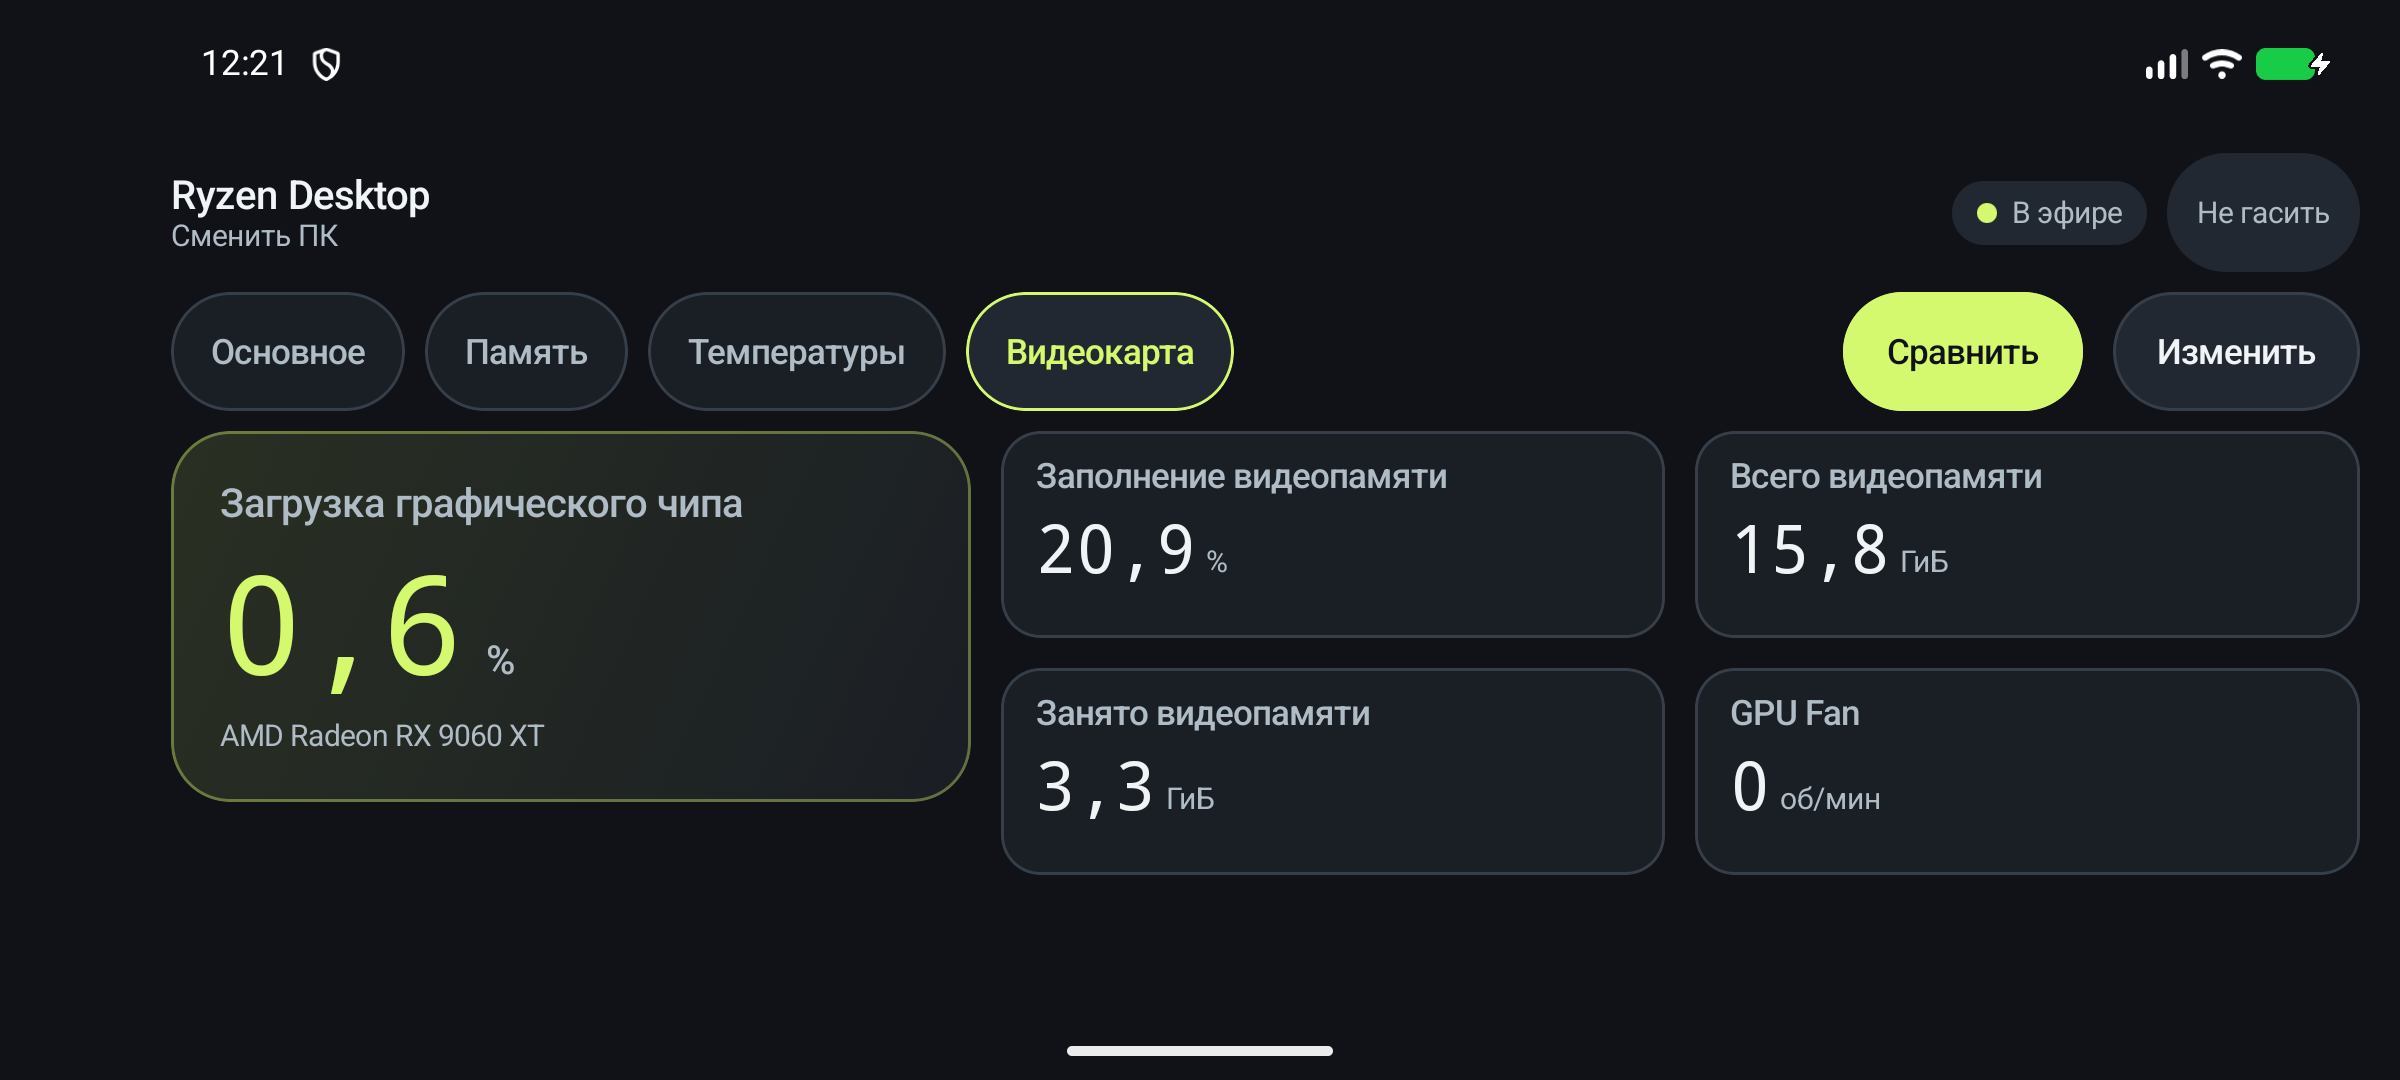 12:21
Ryzen Desktop
Сменить ПК
В эфире
Не гасить
Основное
Память
Температуры
Видеокарта
Сравнить
Изменить
Загрузка графического чипа
0,6 %
AMD Radeon RX 9060 XT
Заполнение видеопамяти
20,9 %
Всего видеопамяти
15,8 ГиБ
Занято видеопамяти
3,3 ГиБ
GPU Fan
0 об/мин